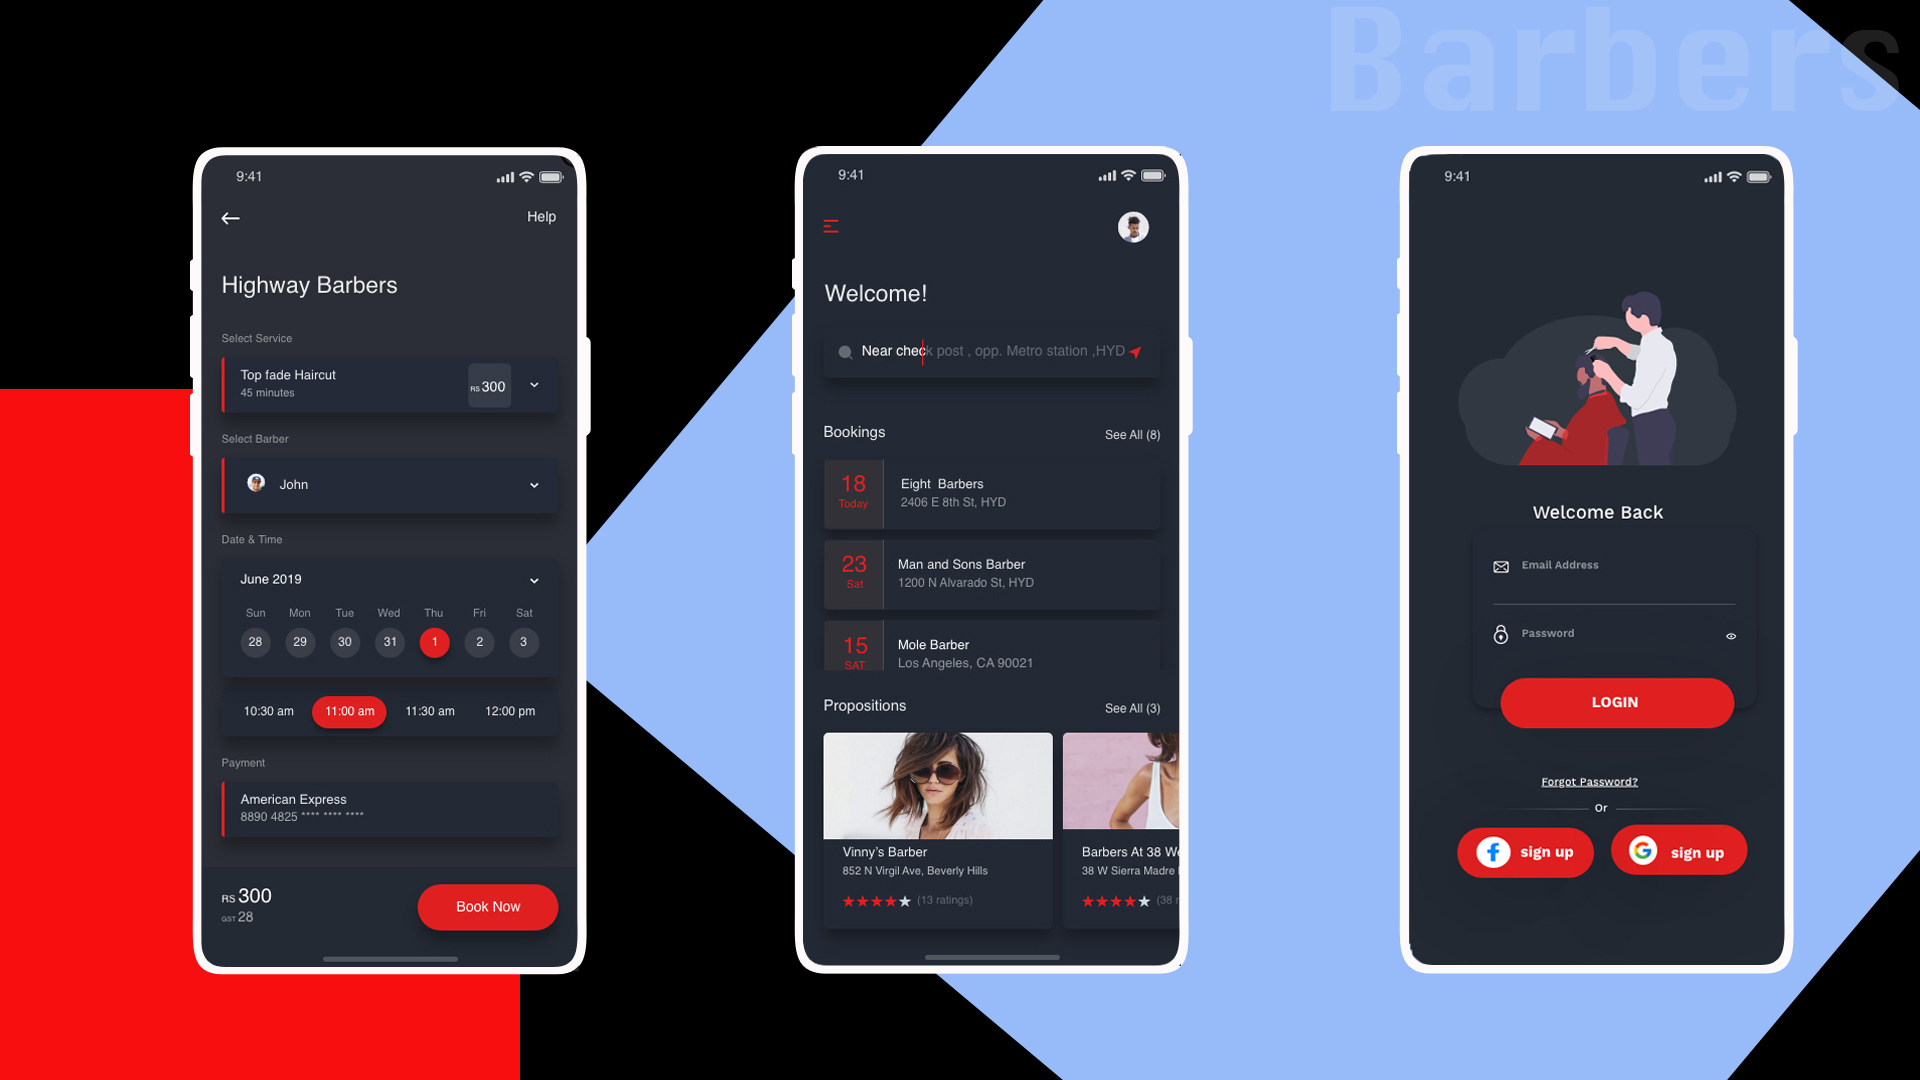 Barbers
9:41
Help
Highway Barbers
Select Service
Top fade Haircut
45 minutes
RS 300
Select Barber
John
Date & Time
June 2019
Sun Mon Tue Wed Thu Fri Sat
28 29 30 31 1 2 3
10:30 am 11:00 am 11:30 am 12:00 pm
Payment
American Express
8890 4825 **** **** ****
RS 300
GST 28
Book Now
9:41
Welcome!
Near check post , opp. Metro station ,HYD
Bookings
See All (8)
18
Today
Eight Barbers
2406 E 8th St, HYD
23
Sat
Man and Sons Barber
1200 N Alvarado St, HYD
15
SAT
Mole Barber
Los Angeles, CA 90021
Propositions
See All (3)
Vinny's Barber
852 N Virgil Ave, Beverly Hills
(13 ratings)
Barbers At 38 W
38 W Sierra Madre
(38 r
9:41
Welcome Back
Email Address
Password
LOGIN
Forgot Password?
Or
sign up
sign up